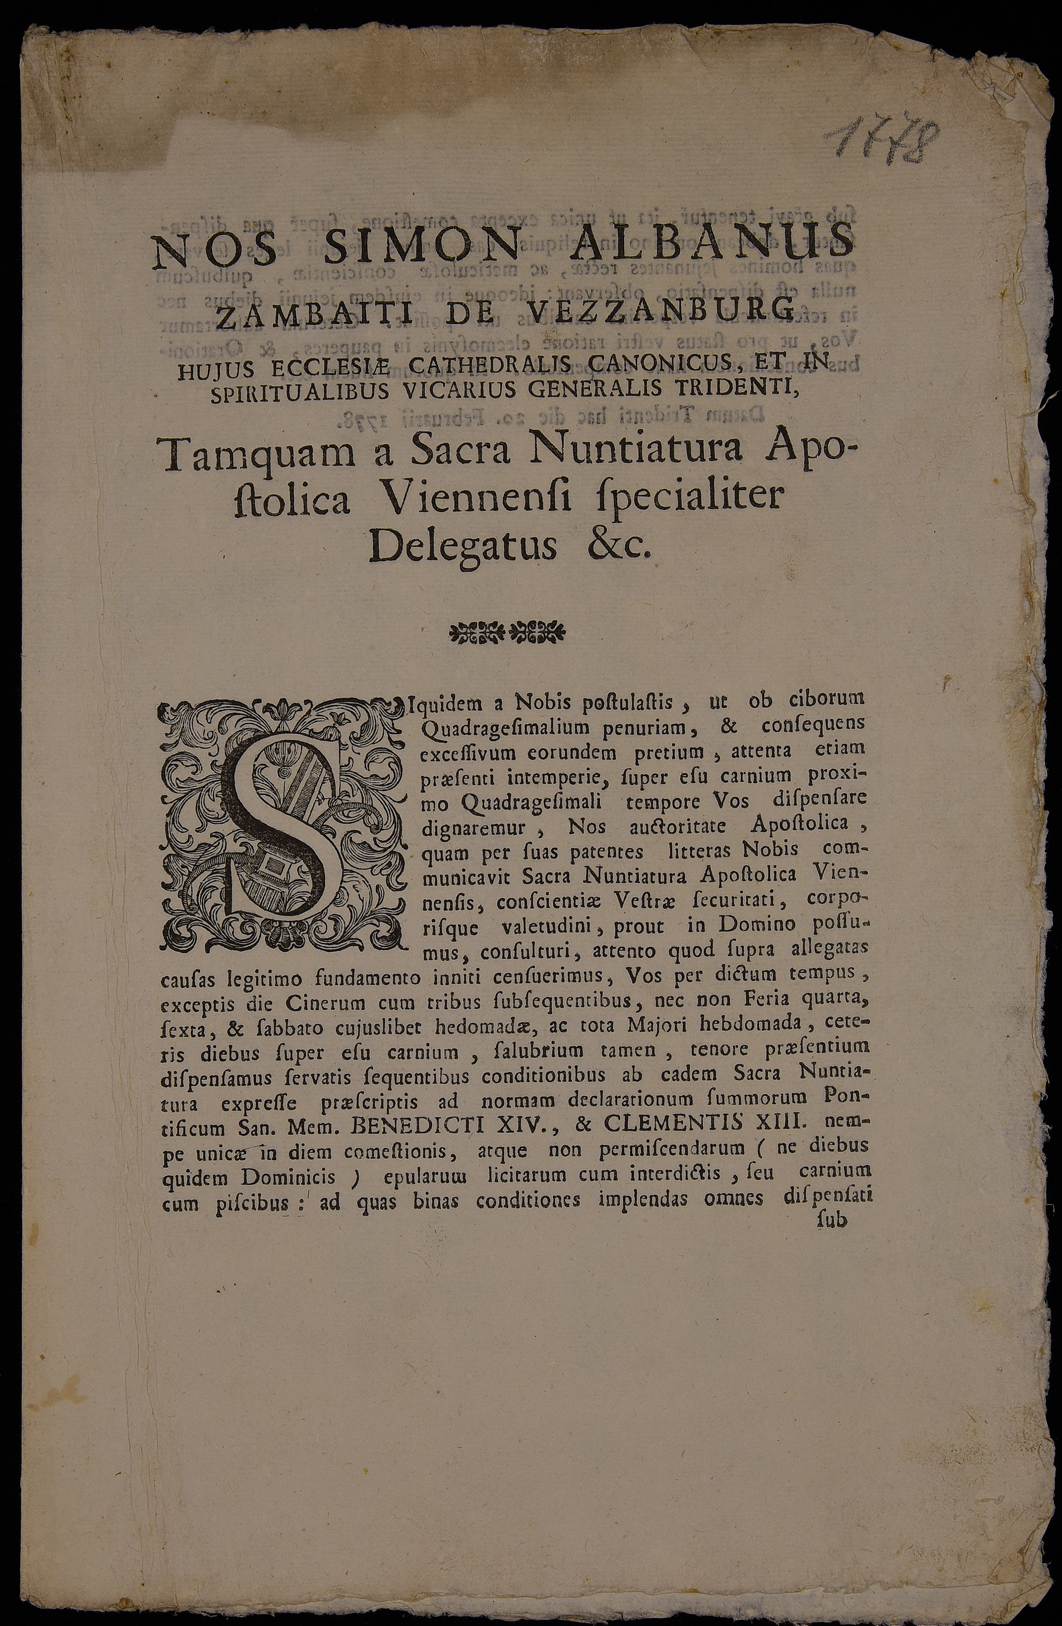 1778
NOS SIMON ALBANUS
ZAMBAITI DE VEZZANBURG
HUJUS ECCLESIÆ CATHEDRALIS CANONICUS, ET IN
SPIRITUALIBUS VICARIUS GENERALIS TRIDENTI,
Tamquam a Sacra Nuntiatura Apo-
ſtolica Viennenſi ſpecialiter
Delegatus &c.
SIquidem a Nobis poſtulaſtis, ut ob ciborum
Quadrageſimalium penuriam, & conſequens
exceſſivum eorundem pretium, attenta etiam
præſenti intemperie, ſuper eſu carnium proxi-
mo Quadrageſimali tempore Vos diſpenſare
dignaremur, Nos auctoritate Apoſtolica,
quam per ſuas patentes litteras Nobis com-
municavit Sacra Nuntiatura Apoſtolica Vien-
nenſis, conſcientiæ Veſtræ ſecuritati, corpo-
riſque valetudini, prout in Domino poſſu-
mus, conſulturi, attento quod ſupra allegatas
cauſas legitimo fundamento inniti cenſuerimus, Vos per dictum tempus,
exceptis die Cinerum cum tribus ſubſequentibus, nec non Feria quarta,
ſexta, & ſabbato cujuslibet hedomadæ, ac tota Majori hebdomada, cete-
ris diebus ſuper eſu carnium, ſalubrium tamen, tenore præſentium
diſpenſamus ſervatis ſequentibus conditionibus ab eadem Sacra Nuntia-
tura expreſſe præſcriptis ad normam declarationum ſummorum Pon-
tificum San. Mem. BENEDICTI XIV., & CLEMENTIS XIII. nem-
pe unicæ in diem comeſtionis, atque non permiſcendarum ( ne diebus
quidem Dominicis ) epularum licitarum cum interdictis, ſeu carnium
cum piſcibus: ad quas binas conditiones implendas omnes diſpenſati
ſub